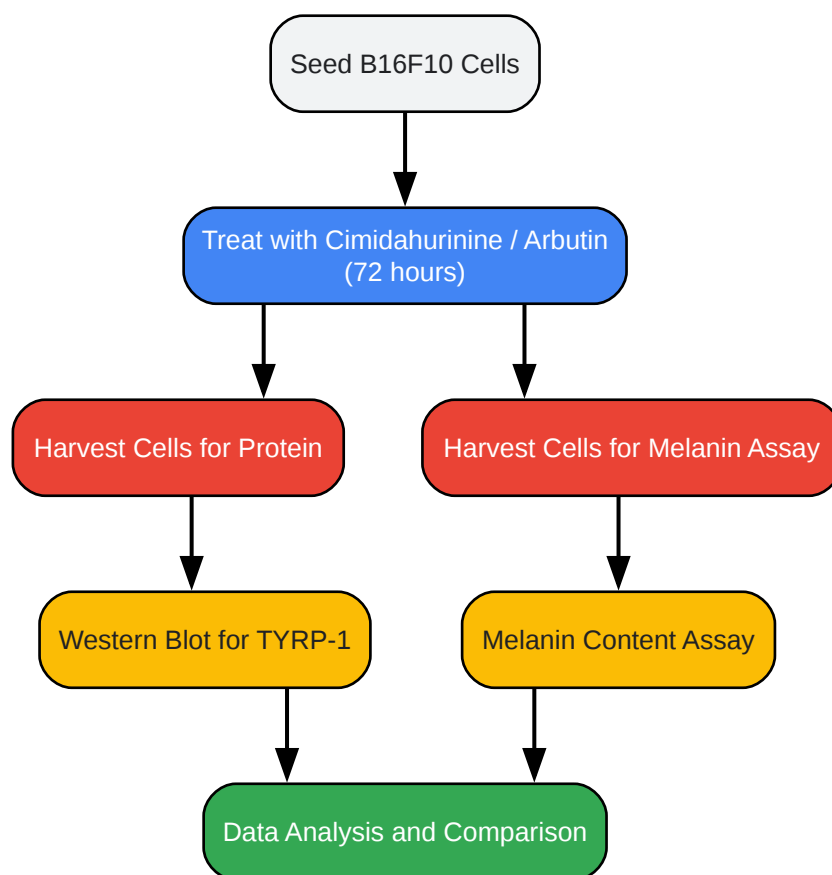 Seed B16F10 Cells
Treat with Cimidahurinine / Arbutin
(72 hours)
Harvest Cells for Protein
Harvest Cells for Melanin Assay
Western Blot for TYRP-1
Melanin Content Assay
Data Analysis and Comparison